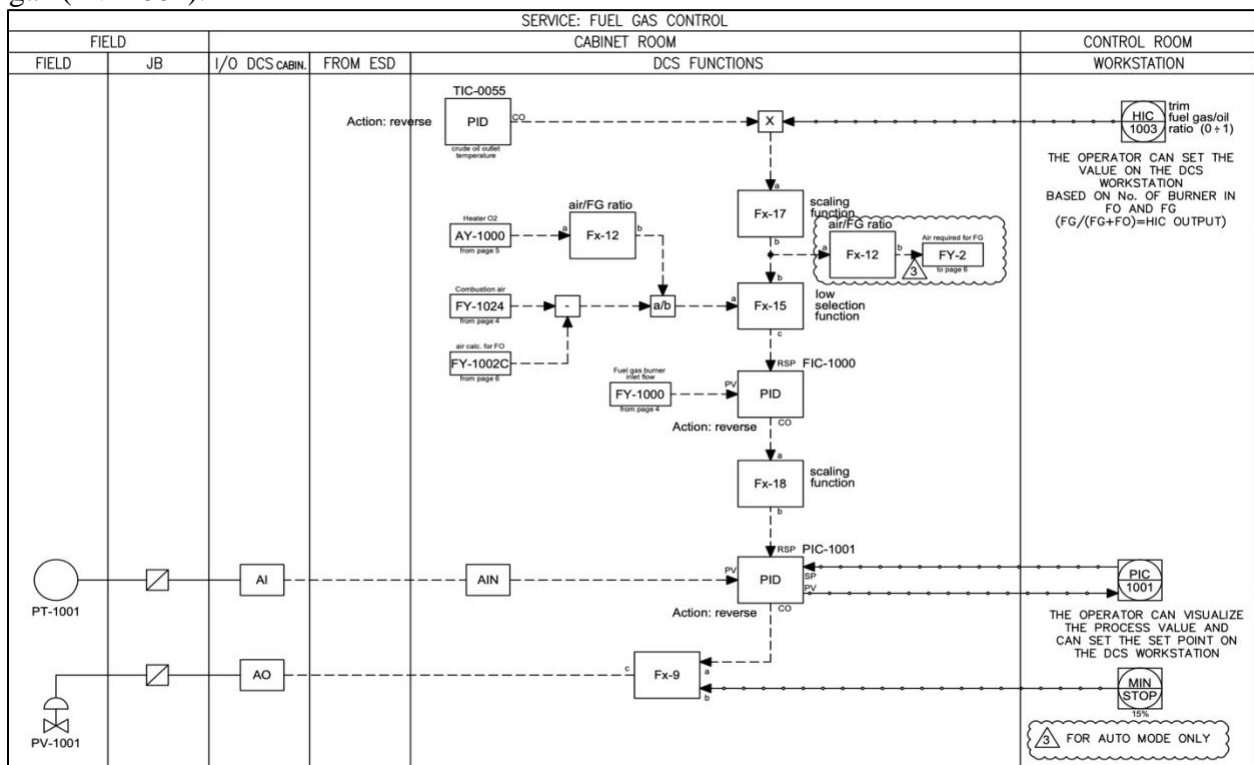 gas (PV-1001).
SERVICE: FUEL GAS CONTROL
FIELD
CABINET ROOM
CONTROL ROOM
FIELD
JB
I/O DCS CABIN.
FROM ESD
DCS FUNCTIONS
WORKSTATION
TIC-0055
Action: reverse
PID
CO
crude oil outlet
temperature
X
HIC
1003
trim
fuel gas/oil
ratio (0÷1)
THE OPERATOR CAN SET THE
VALUE ON THE DCS
WORKSTATION
BASED ON No. OF BURNER IN
FO AND FG
(FG/(FG+FO)=HIC OUTPUT)
a
Fx-17
b
scaling
function
air/FG ratio
a
Fx-12
b
3
Air required for FG
FY-2
to page 6
Heater O2
AY-1000
from page 5
air/FG ratio
a
Fx-12
b
Combustion air
FY-1024
from page 4
-
a/b
air calc. for FO
FY-1002C
from page 6
b
a
Fx-15
c
low
selection
function
RSP
FIC-1000
Fuel gas burner
inlet flow
FY-1000
from page 4
PV
PID
Action: reverse
CO
a
Fx-18
b
scaling
function
RSP
PIC-1001
PT-1001
AI
AIN
PV
PID
SP
PV
Action: reverse
CO
PIC
1001
THE OPERATOR CAN VISUALIZE
THE PROCESS VALUE AND
CAN SET THE SET POINT ON
THE DCS WORKSTATION
PV-1001
AO
c
Fx-9
a
b
MIN
STOP
15%
3
FOR AUTO MODE ONLY